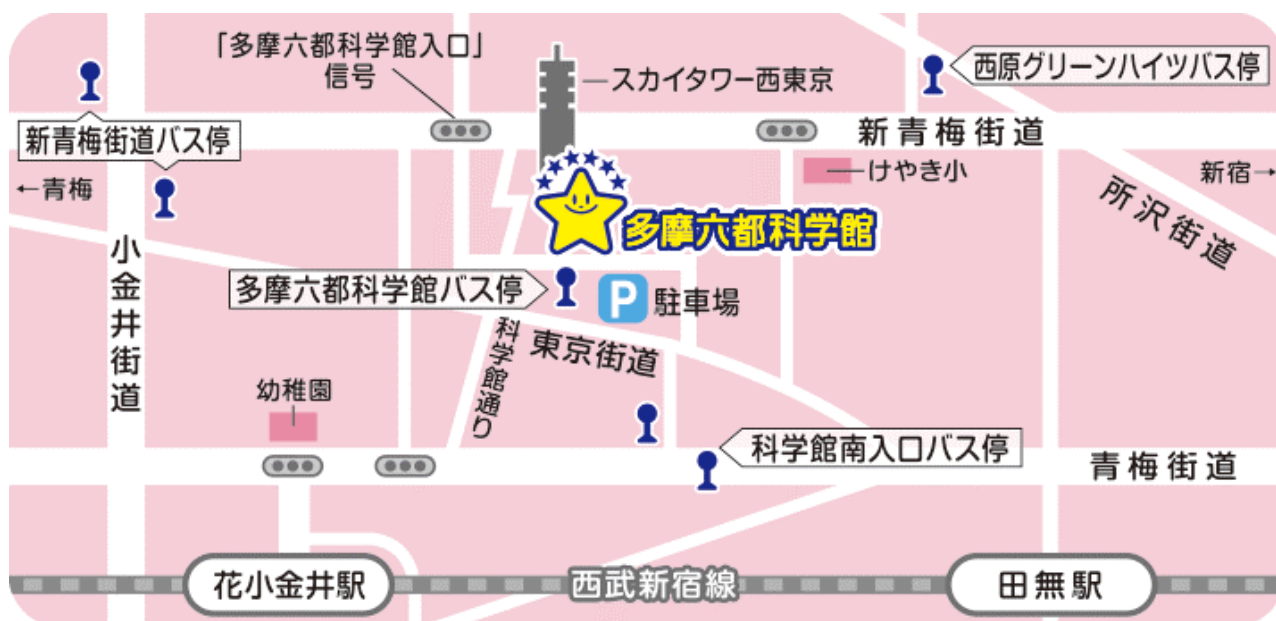 「多摩六都科学館入口」
信号
スカイタワー西東京
西原グリーンハイツバス停
新青梅街道バス停
新青梅街道
けやき小
←青梅
新宿→
所沢街道
多摩六都科学館
小金井街道
多摩六都科学館バス停
P 駐車場
科学館通り
東京街道
幼稚園
科学館南入口バス停
青梅街道
花小金井駅
西武新宿線
田無駅